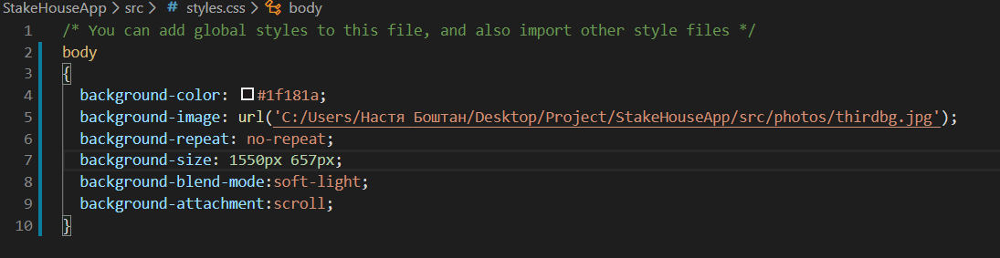 StakeHouseApp > src > # styles.css > body
1 /* You can add global styles to this file, and also import other style files */
2 body
3 {
4 background-color: #1f181a;
5 background-image: url('C:/Users/Настя Боштан/Desktop/Project/StakeHouseApp/src/photos/thirdbg.jpg');
6 background-repeat: no-repeat;
7 background-size: 1550px 657px;
8 background-blend-mode:soft-light;
9 background-attachment:scroll;
10 }